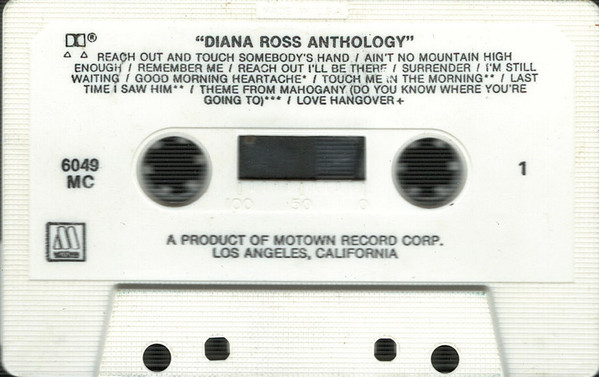 "DIANA ROSS ANTHOLOGY"
REACH OUT AND TOUCH SOMEBODY'S HAND / AIN'T NO MOUNTAIN HIGH
ENOUGH / REMEMBER ME / REACH OUT I'LL BE THERE / SURRENDER / I'M STILL
WAITING / GOOD MORNING HEARTACHE* / TOUCH ME IN THE MORNING** / LAST
TIME I SAW HIM** / THEME FROM MAHOGANY (DO YOU KNOW WHERE YOU'RE
GOING TO)*** / LOVE HANGOVER +
6049
MC
1
100 50 0
M
A PRODUCT OF MOTOWN RECORD CORP.
LOS ANGELES, CALIFORNIA